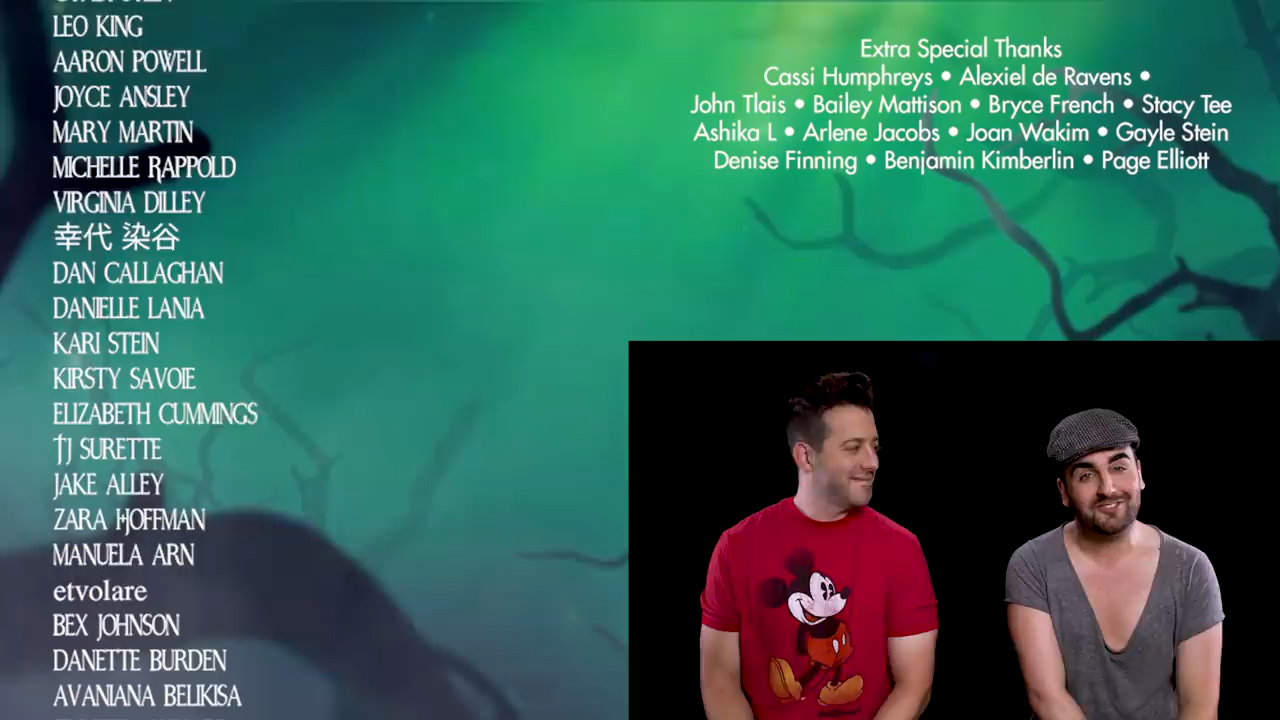 LEO KING
AARON POWELL
JOYCE ANSLEY
MARY MARTIN
MICHELLE RAPPOLD
VIRGINIA DILLEY
幸代 染谷
DAN CALLAGHAN
DANIELLE LANIA
KARI STEIN
KIRSTY SAVOIE
ELIZABETH CUMMINGS
TJ SURETTE
JAKE ALLEY
ZARA HOFFMAN
MANUELA ARN
etvolare
BEX JOHNSON
DANETTE BURDEN
AVANIANA BELIKISA
Extra Special Thanks
Cassi Humphreys • Alexiel de Ravens •
John Tlais • Bailey Mattison • Bryce French • Stacy Tee
Ashika L • Arlene Jacobs • Joan Wakim • Gayle Stein
Denise Finning • Benjamin Kimberlin • Page Elliott